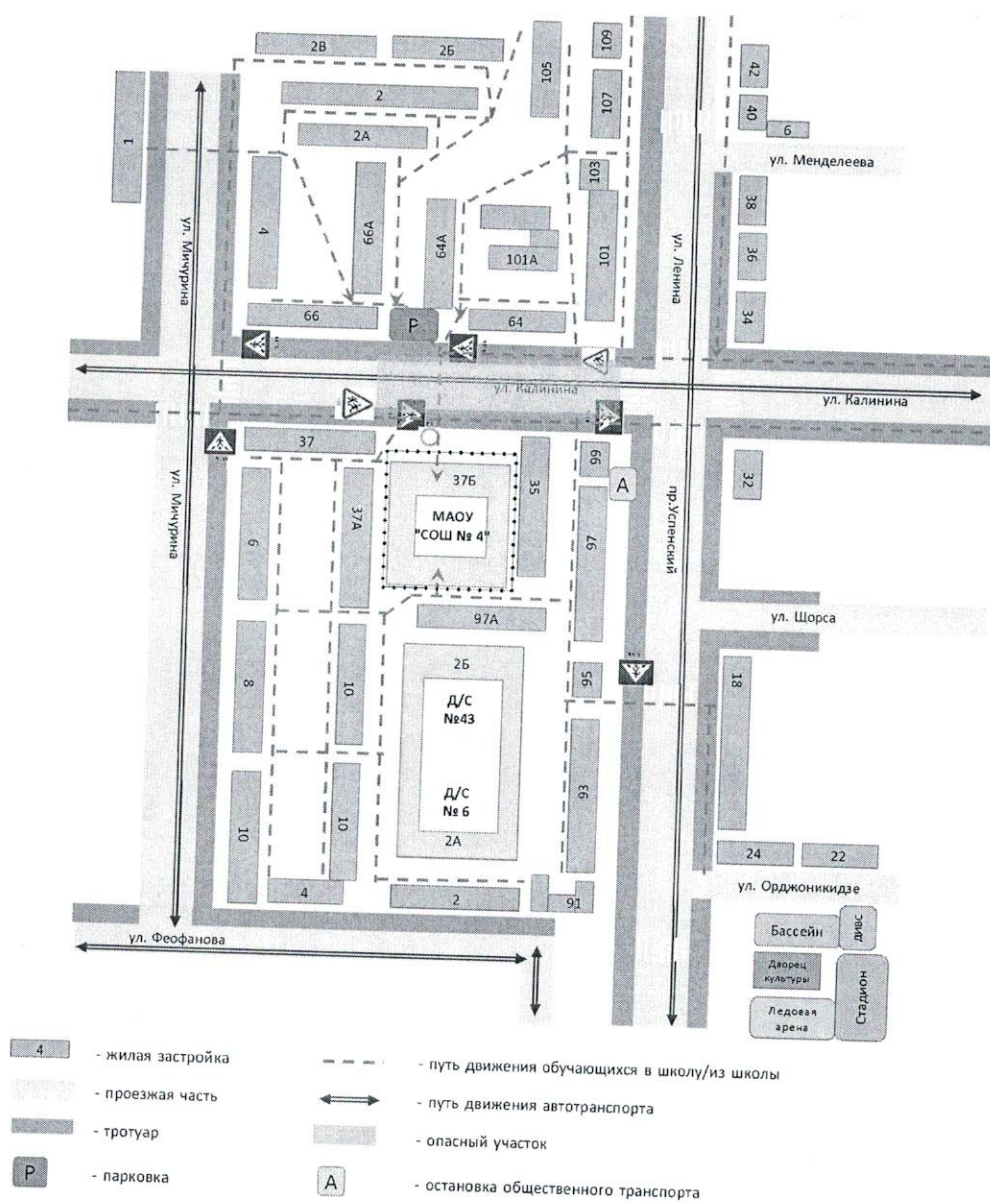 2В
2Б
105
109
107
42
40
6
1
2
2А
ул. Менделеева
103
38
36
34
ул. Мичурина
4
66А
64А
101А
101
ул. Ленина
66
Р
64
ул. Калинина
ул. Калинина
37
35
99
А
32
37Б
МАОУ
"СОШ № 4"
37А
6
97
ул. Мичурина
пр.Успенский
97А
ул. Щорса
2Б
Д/С
№43
8
10
95
18
Д/С
№ 6
2А
93
10
10
24
22
4
2
91
ул. Орджоникидзе
ул. Феофанова
Бассейн
ДИВС
Дворец
культуры
Ледовая
арена
Стадион
4 - жилая застройка
- проезжая часть
- тротуар
Р - парковка
- путь движения обучающихся в школу/из школы
- путь движения автотранспорта
- опасный участок
А - остановка общественного транспорта